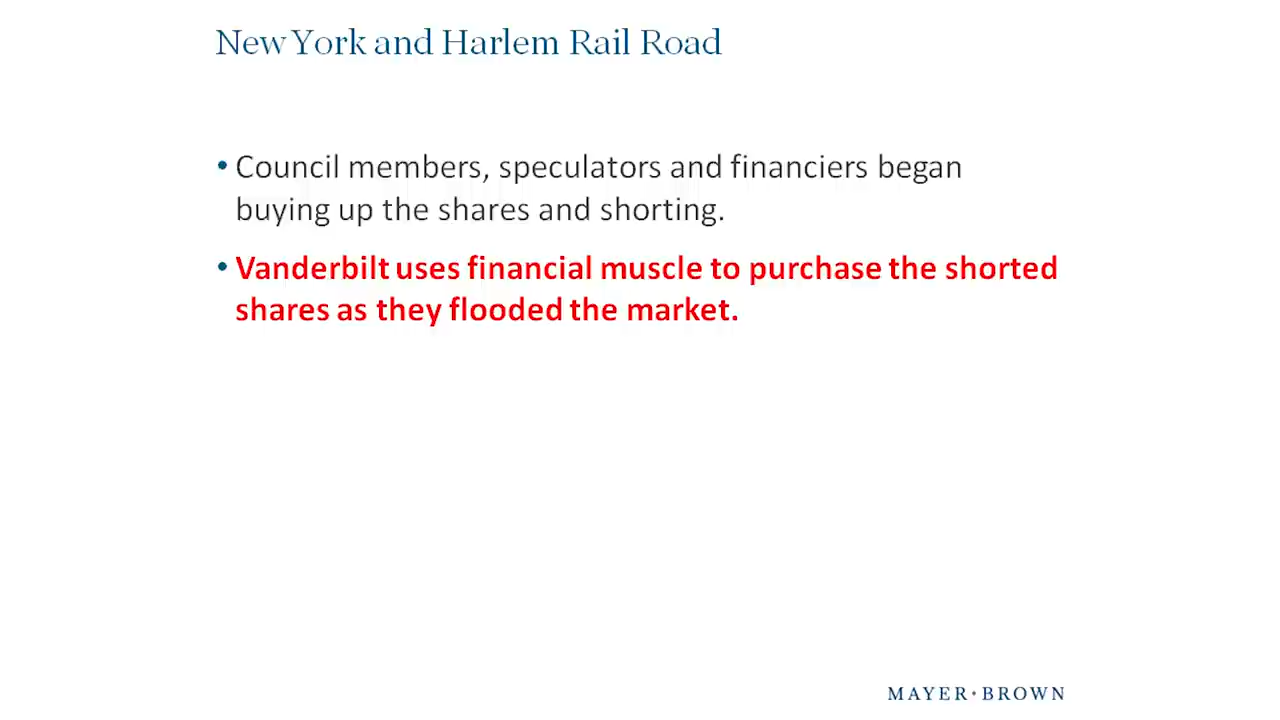 New York and Harlem Rail Road
• Council members, speculators and financiers began
buying up the shares and shorting.
• Vanderbilt uses financial muscle to purchase the shorted
shares as they flooded the market.
MAYER • BROWN